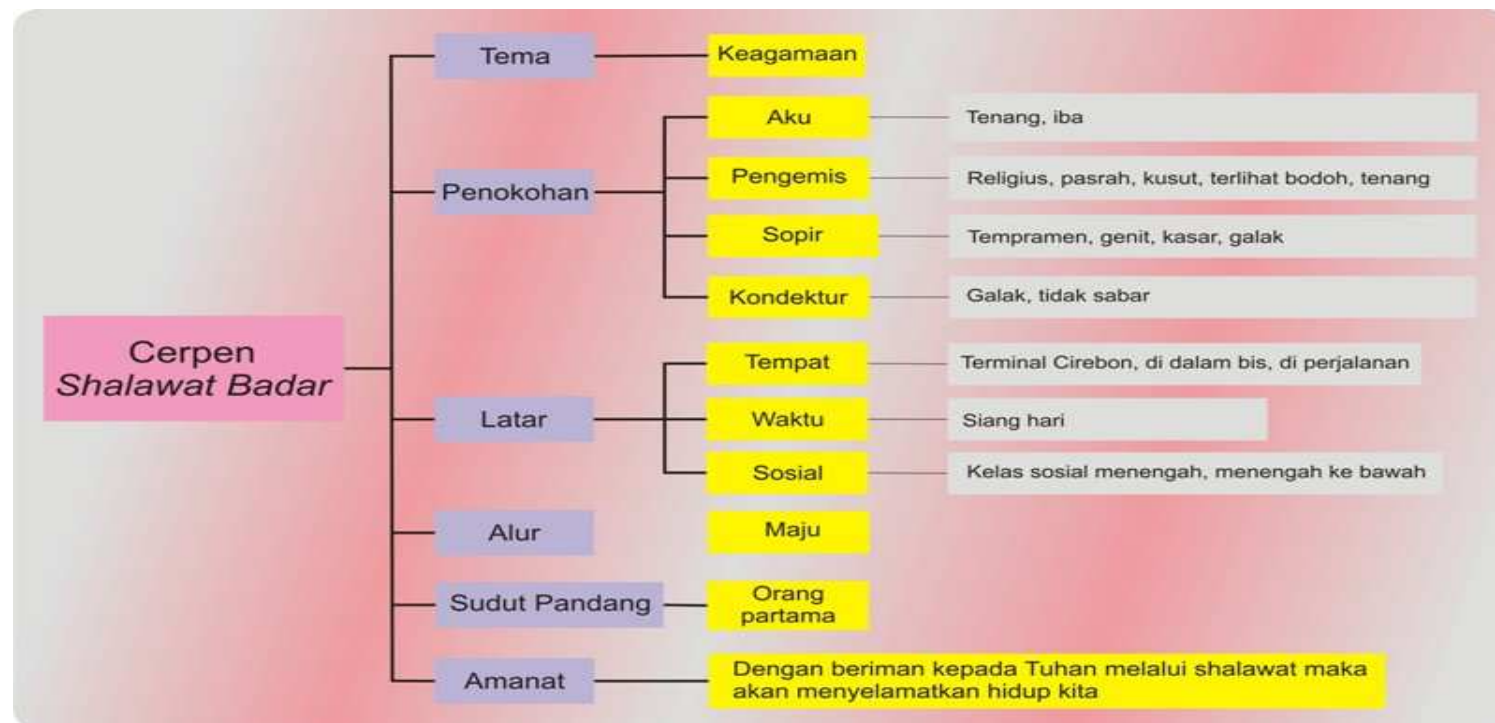 Cerpen
Shalawat Badar
Tema
Keagamaan
Penokohan
Aku
Tenang, iba
Pengemis
Religius, pasrah, kusut, terlihat bodoh, tenang
Sopir
Tempramen, genit, kasar, galak
Kondektur
Galak, tidak sabar
Latar
Tempat
Terminal Cirebon, di dalam bis, di perjalanan
Waktu
Siang hari
Sosial
Kelas sosial menengah, menengah ke bawah
Alur
Maju
Sudut Pandang
Orang
partama
Amanat
Dengan beriman kepada Tuhan melalui shalawat maka
akan menyelamatkan hidup kita